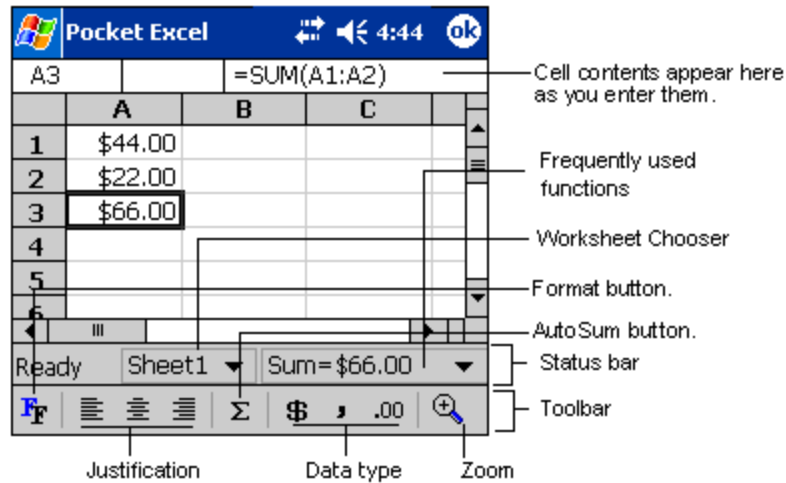 Pocket Excel 4:44 ok
A3 =SUM(A1:A2)
Cell contents appear here
as you enter them.
A B C
1 $44.00
2 $22.00
3 $66.00
4
5
6
Frequently used
functions
Worksheet Chooser
Format button.
AutoSum button.
Ready Sheet1 Sum=$66.00
Status bar
FF Σ $ , .00
Toolbar
Justification Data type Zoom